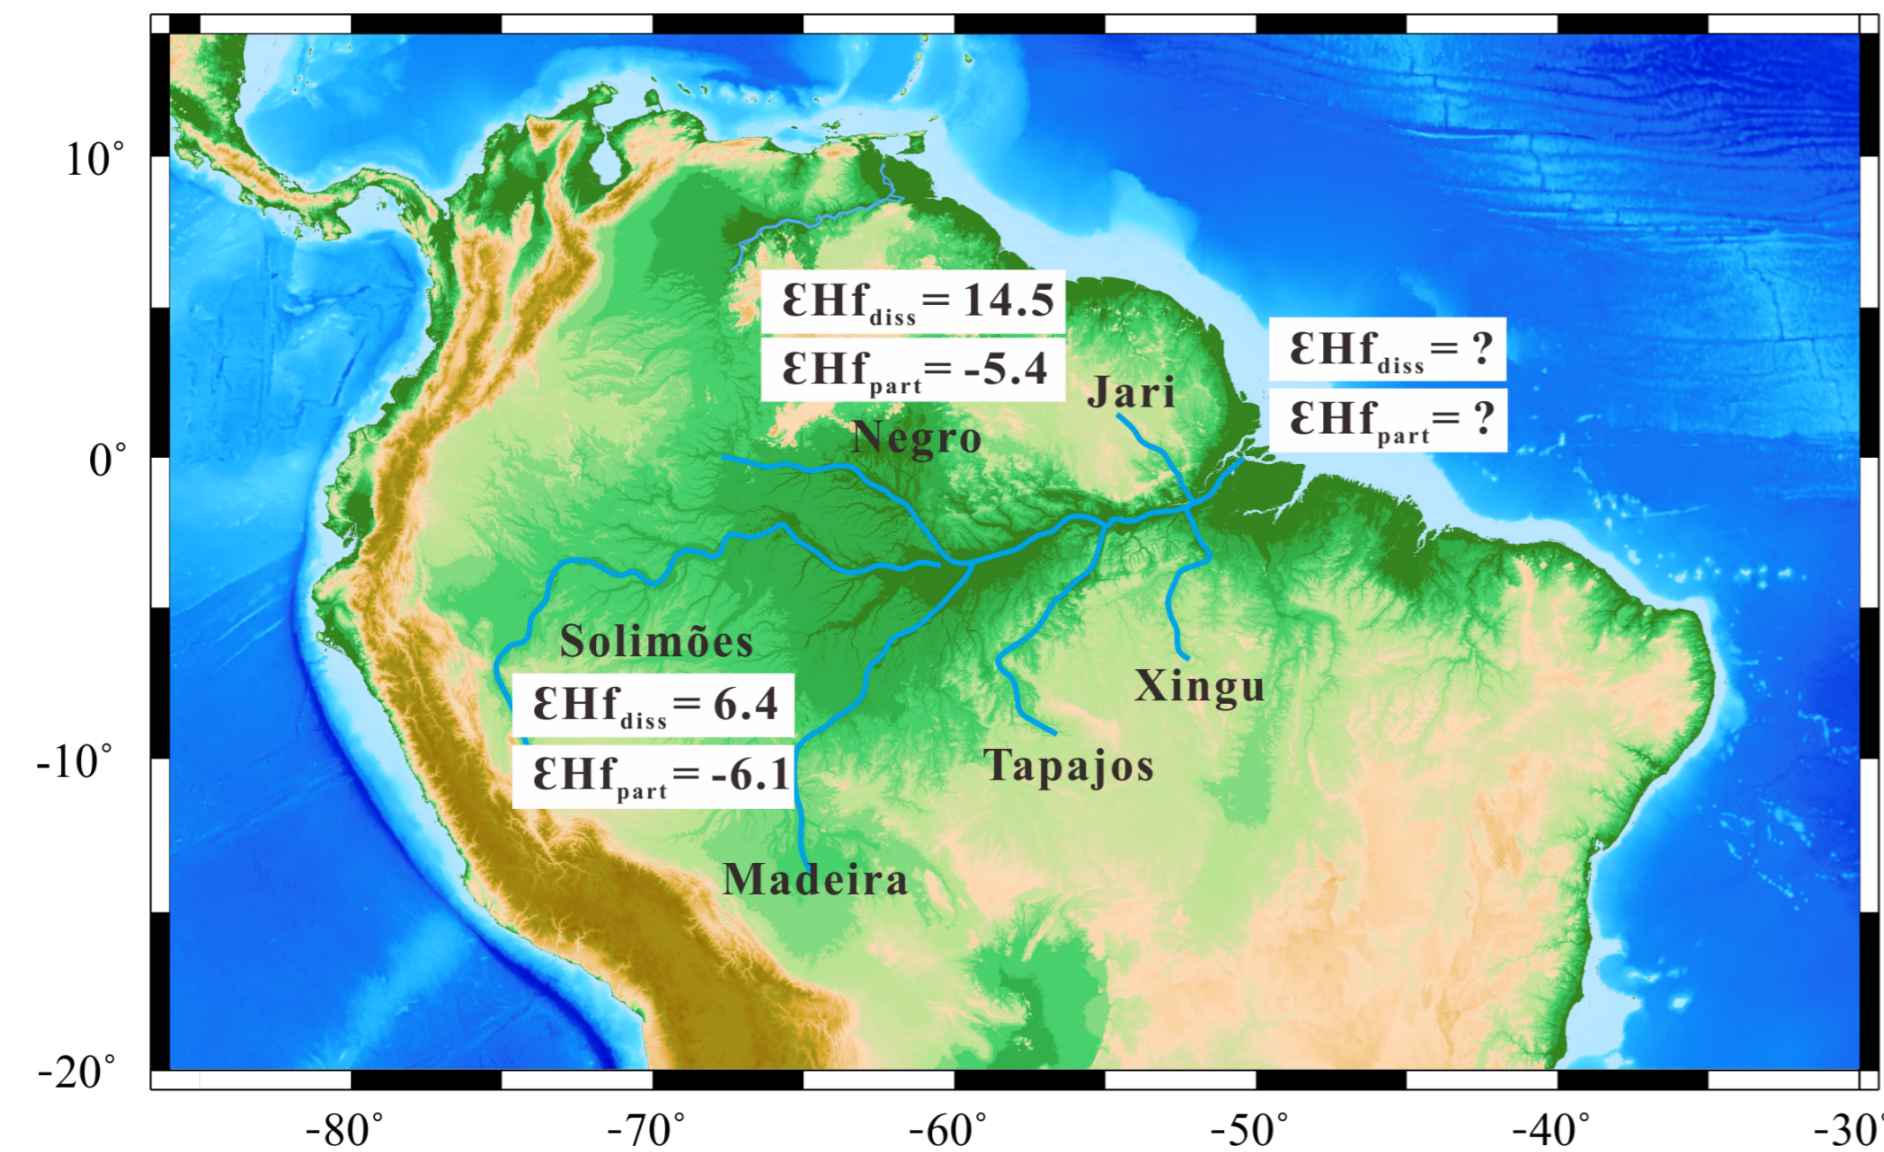 10°
0°
-10°
-20°
ƐHfdiss= 14.5
ƐHfpart= -5.4
ƐHfdiss= ?
ƐHfpart= ?
Jari
Negro
Solimões
ƐHfdiss= 6.4
ƐHfpart= -6.1
Xingu
Tapajos
Madeira
-80°
-70°
-60°
-50°
-40°
-30°